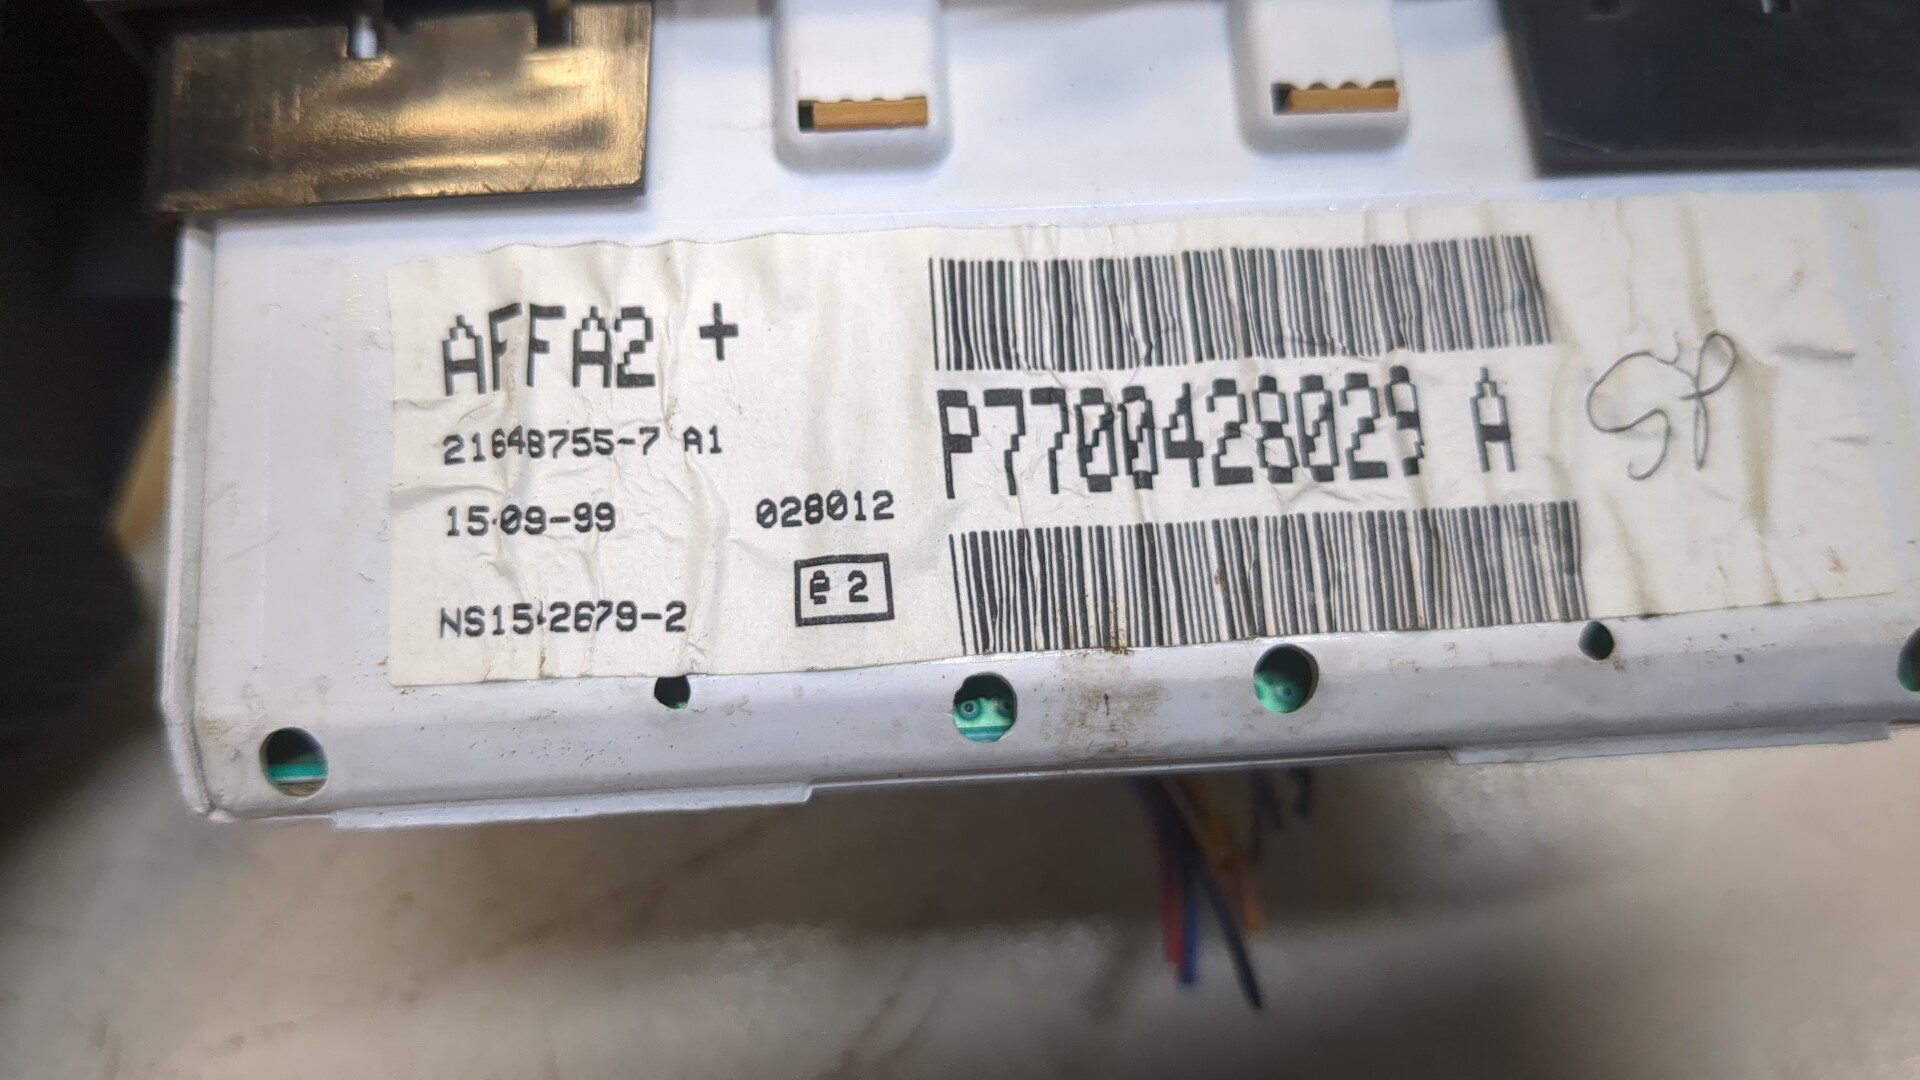 AFFA2 +
21648755-7 A1
15-09-99
028012
NS15-2679-2
e 2
P7700428029 A
SP